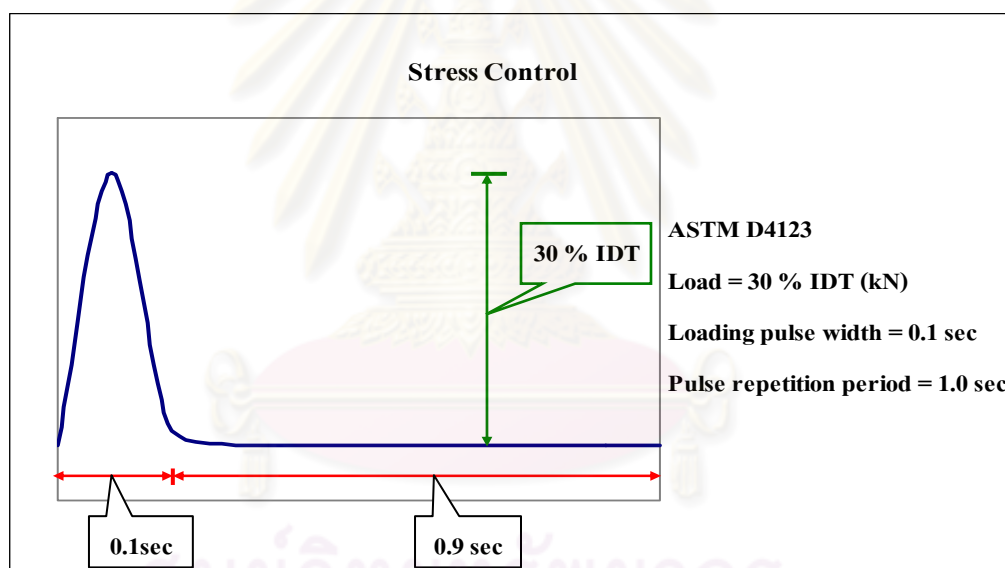 Stress Control
30 % IDT
ASTM D4123
Load = 30 % IDT (kN)
Loading pulse width = 0.1 sec
Pulse repetition period = 1.0 sec
0.1sec
0.9 sec